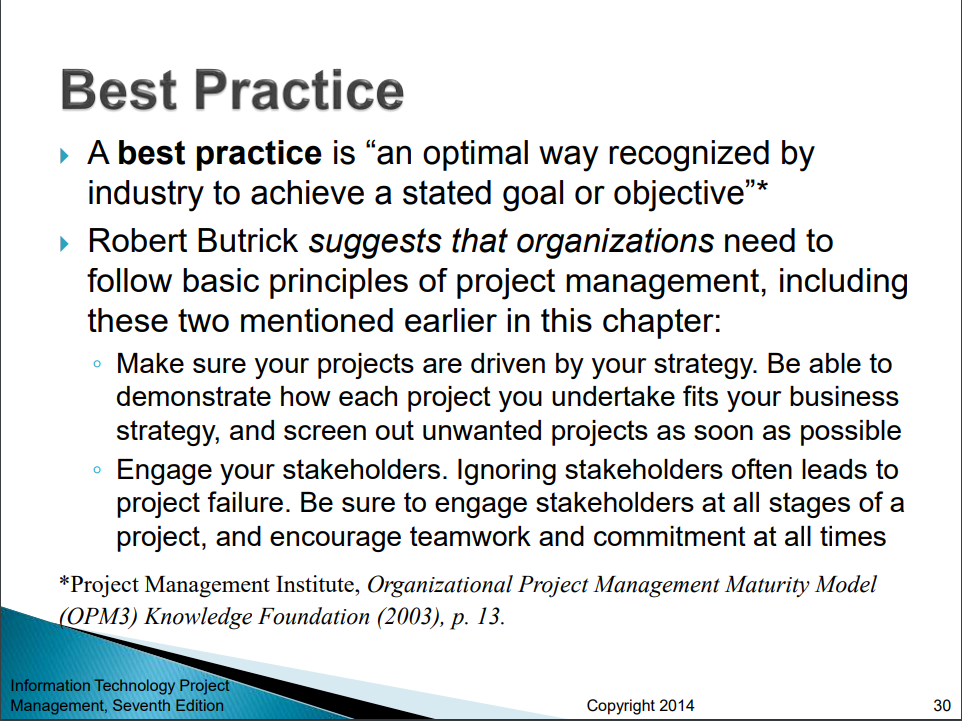 Best Practice
A best practice is “an optimal way recognized by
industry to achieve a stated goal or objective”*
Robert Butrick suggests that organizations need to
follow basic principles of project management, including
these two mentioned earlier in this chapter:
Make sure your projects are driven by your strategy. Be able to
demonstrate how each project you undertake fits your business
strategy, and screen out unwanted projects as soon as possible
Engage your stakeholders. Ignoring stakeholders often leads to
project failure. Be sure to engage stakeholders at all stages of a
project, and encourage teamwork and commitment at all times
*Project Management Institute, Organizational Project Management Maturity Model
(OPM3) Knowledge Foundation (2003), p. 13.
Information Technology Project
Management, Seventh Edition
Copyright 2014
30